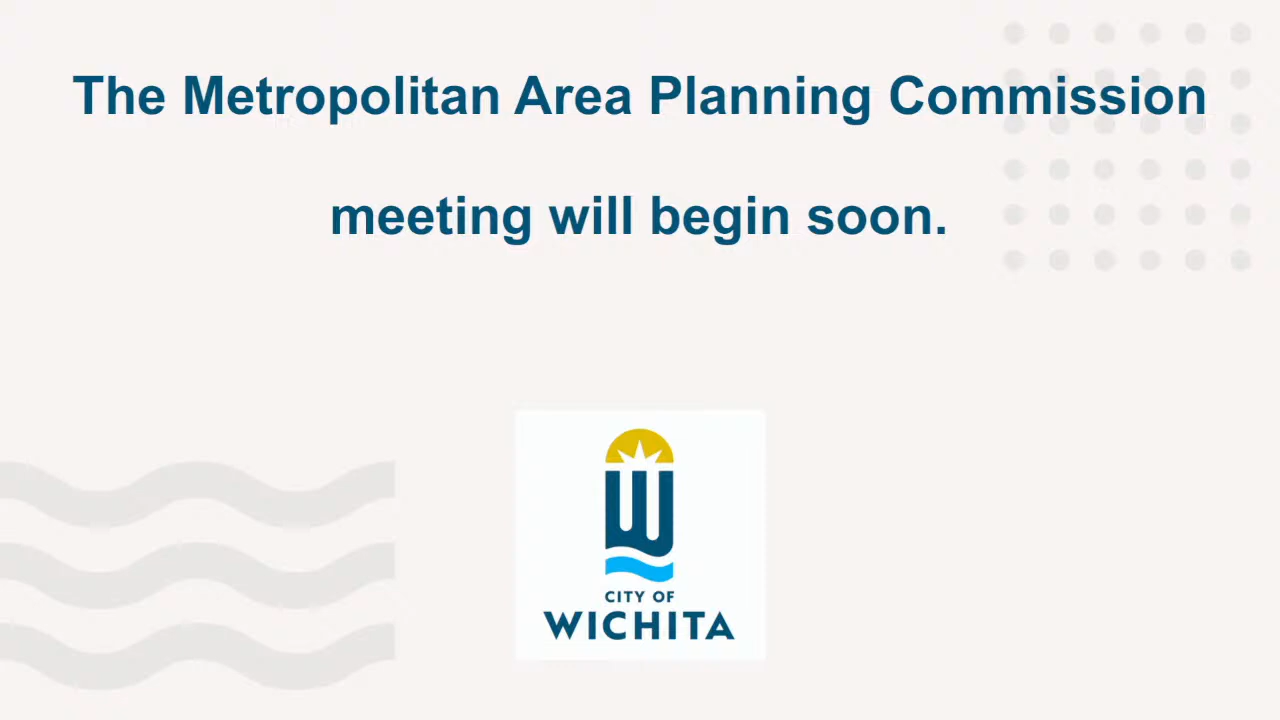 The Metropolitan Area Planning Commission
meeting will begin soon.
CITY OF
WICHITA